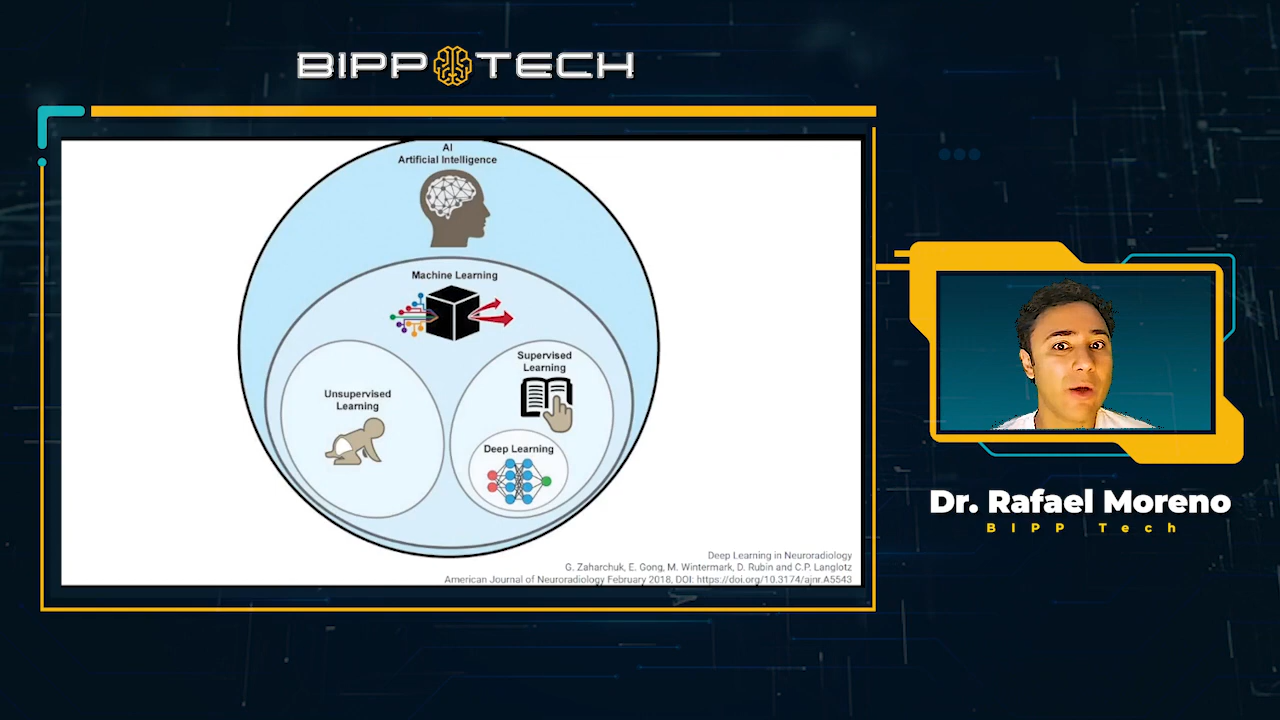 BIPP TECH
AI
Artificial Intelligence
Machine Learning
Unsupervised
Learning
Supervised
Learning
Deep Learning
Deep Learning in Neuroradiology
G. Zaharchuk, E. Gong, M. Wintermark, D. Rubin and C.P. Langlotz
American Journal of Neuroradiology February 2018, DOI: https://doi.org/10.3174/ajnr.A5543
Dr. Rafael Moreno
BIPP Tech